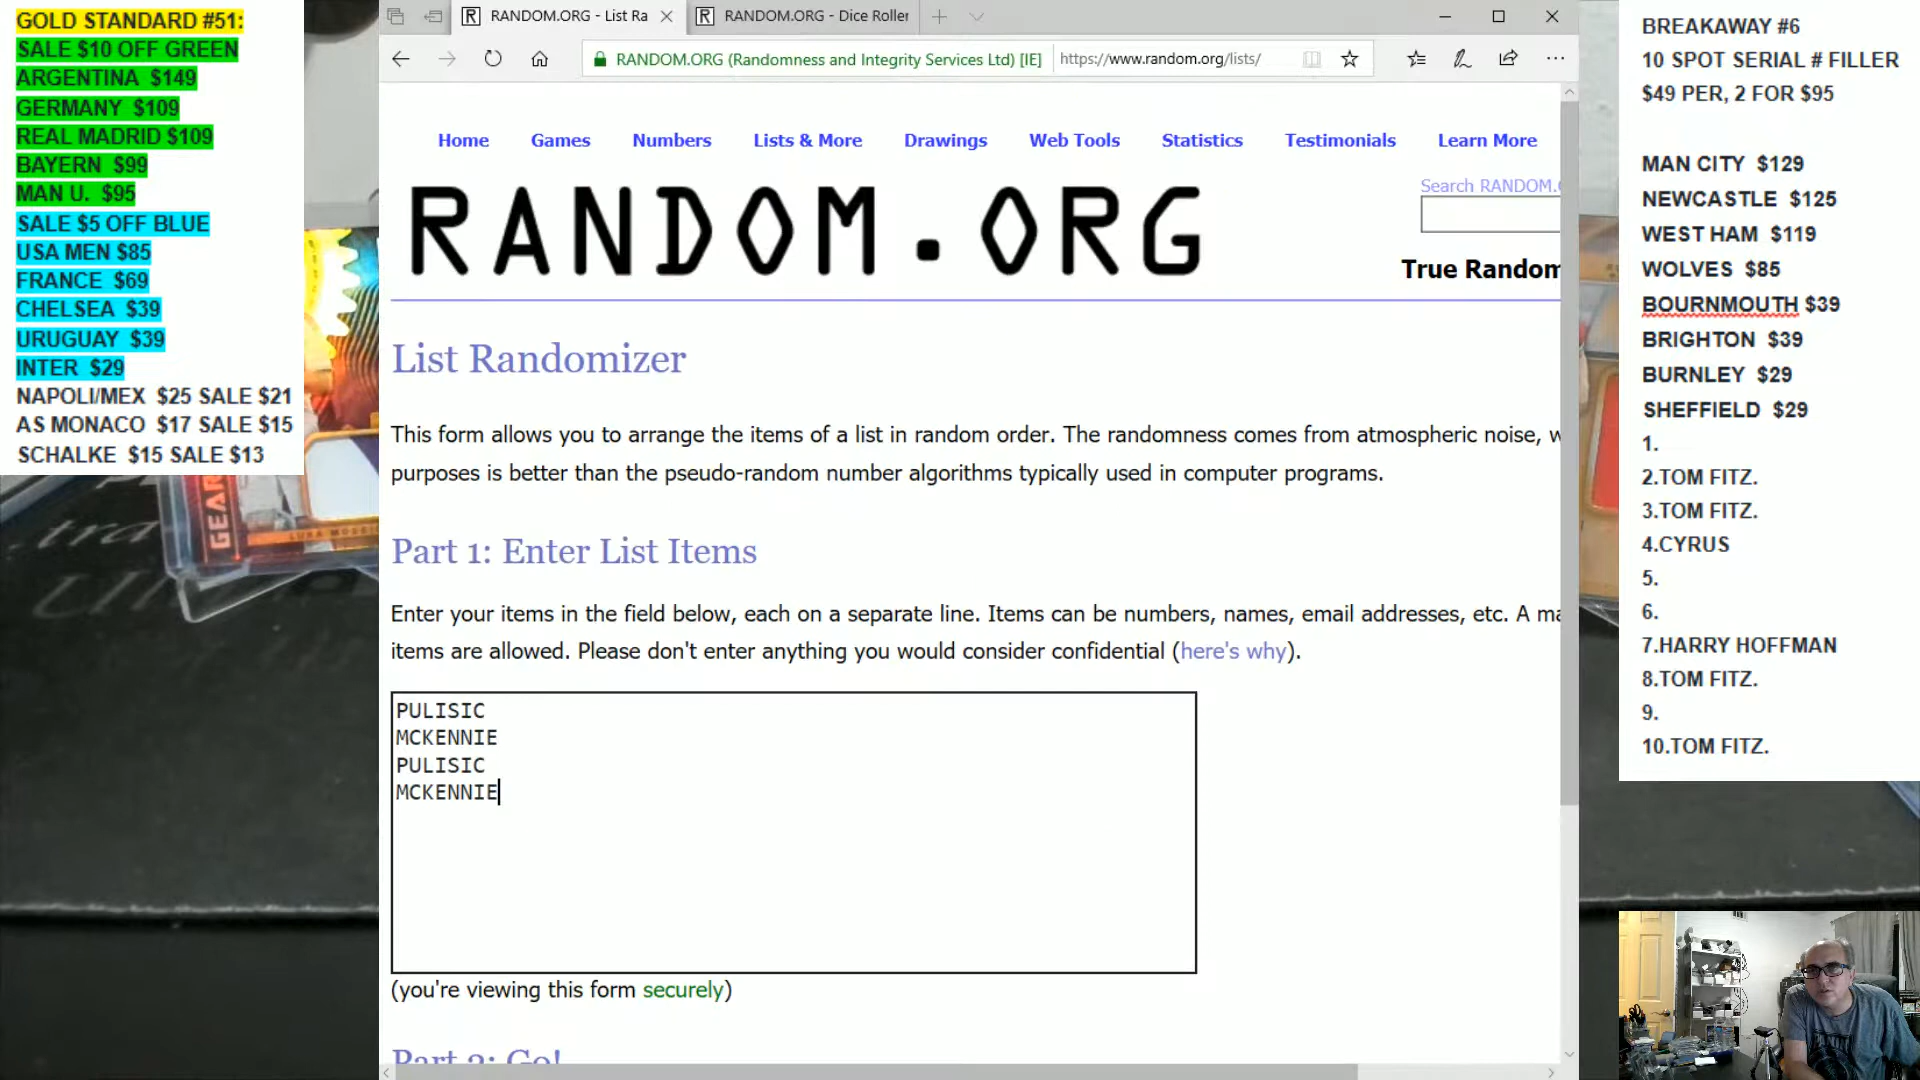 GOLD STANDARD #51:
SALE $10 OFF GREEN
ARGENTINA $149
GERMANY $109
REAL MADRID $109
BAYERN $99
MAN U. $95
SALE $5 OFF BLUE
USA MEN $85
FRANCE $69
CHELSEA $39
URUGUAY $39
INTER $29
NAPOLI/MEX $25 SALE $21
AS MONACO $17 SALE $15
SCHALKE $15 SALE $13
RANDOM.ORG - List Ra
RANDOM.ORG - Dice Roller
RANDOM.ORG (Randomness and Integrity Services Ltd) [IE]
https://www.random.org/lists/
Home Games Numbers Lists & More Drawings Web Tools Statistics Testimonials Learn More
RANDOM.ORG
Search RANDOM.
True Random
List Randomizer
This form allows you to arrange the items of a list in random order. The randomness comes from atmospheric noise, w
purposes is better than the pseudo-random number algorithms typically used in computer programs.
Part 1: Enter List Items
Enter your items in the field below, each on a separate line. Items can be numbers, names, email addresses, etc. A ma
items are allowed. Please don't enter anything you would consider confidential (here's why).
PULISIC
MCKENNIE
PULISIC
MCKENNIE
(you're viewing this form securely)
Part 2: Go!
BREAKAWAY #6
10 SPOT SERIAL # FILLER
$49 PER, 2 FOR $95
MAN CITY $129
NEWCASTLE $125
WEST HAM $119
WOLVES $85
BOURNMOUTH $39
BRIGHTON $39
BURNLEY $29
SHEFFIELD $29
1.
2.TOM FITZ.
3.TOM FITZ.
4.CYRUS
5.
6.
7.HARRY HOFFMAN
8.TOM FITZ.
9.
10.TOM FITZ.
GEAR